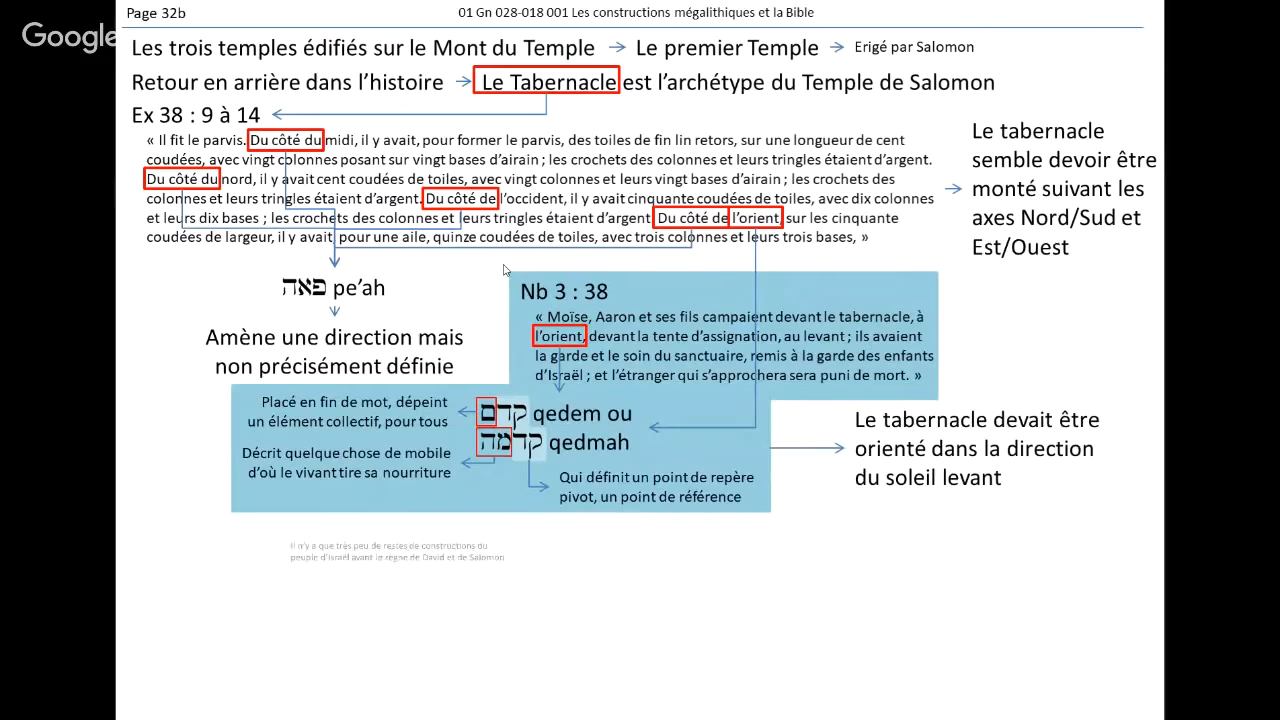 Page 32b
01 Gn 028-018 001 Les constructions mégalithiques et la Bible
Google
Les trois temples édifiés sur le Mont du Temple → Le premier Temple → Erigé par Salomon
Retour en arrière dans l’histoire → Le Tabernacle est l’archétype du Temple de Salomon
Ex 38 : 9 à 14
« Il fit le parvis. Du côté du midi, il y avait, pour former le parvis, des toiles de fin lin retors, sur une longueur de cent
coudées, avec vingt colonnes posant sur vingt bases d’airain ; les crochets des colonnes et leurs tringles étaient d’argent.
Du côté du nord, il y avait cent coudées de toiles, avec vingt colonnes et leurs vingt bases d’airain ; les crochets des
colonnes et leurs tringles étaient d’argent. Du côté de l’occident, il y avait cinquante coudées de toiles, avec dix colonnes
et leurs dix bases ; les crochets des colonnes et leurs tringles étaient d’argent. Du côté de l’orient, sur les cinquante
coudées de largeur, il y avait, pour une aile, quinze coudées de toiles, avec trois colonnes et leurs trois bases, »
Le tabernacle
semble devoir être
monté suivant les
axes Nord/Sud et
Est/Ouest
פאה pe’ah
Amène une direction mais
non précisément définie
Nb 3 : 38
« Moïse, Aaron et ses fils campaient devant le tabernacle, à
l’orient, devant la tente d’assignation, au levant ; ils avaient
la garde et le soin du sanctuaire, remis à la garde des enfants
d’Israël ; et l’étranger qui s’approchera sera puni de mort. »
Placé en fin de mot, dépeint
un élément collectif, pour tous
קדם qedem ou
קדמה qedmah
Décrit quelque chose de mobile
d’où le vivant tire sa nourriture
Qui définit un point de repère
pivot, un point de référence
Le tabernacle devait être
orienté dans la direction
du soleil levant
Il n’y a que très peu de restes de constructions du
peuple d’Israël avant le règne de David et de Salomon